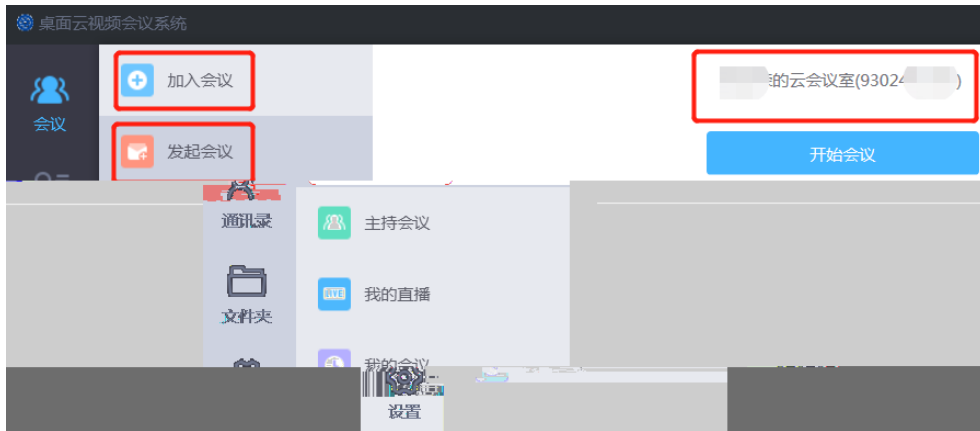 桌面云视频会议系统
加入会议
的云会议室(93024 )
会议
发起会议
开始会议
通讯录
主持会议
LIVE
我的直播
文件夹
我的会议
设置